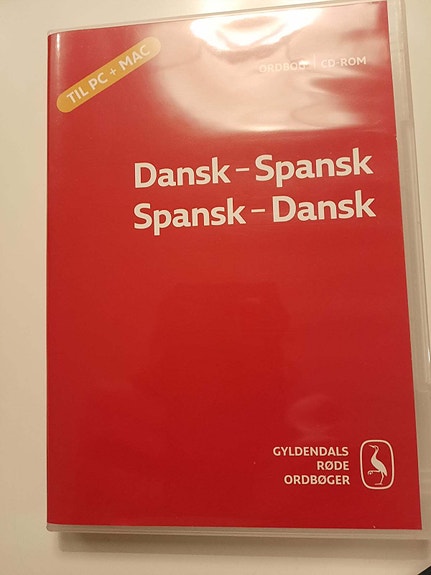 TIL PC + MAC
ORDBOG | CD-ROM
Dansk – Spansk
Spansk – Dansk
GYLDENDALS
RØDE
ORDBØGER